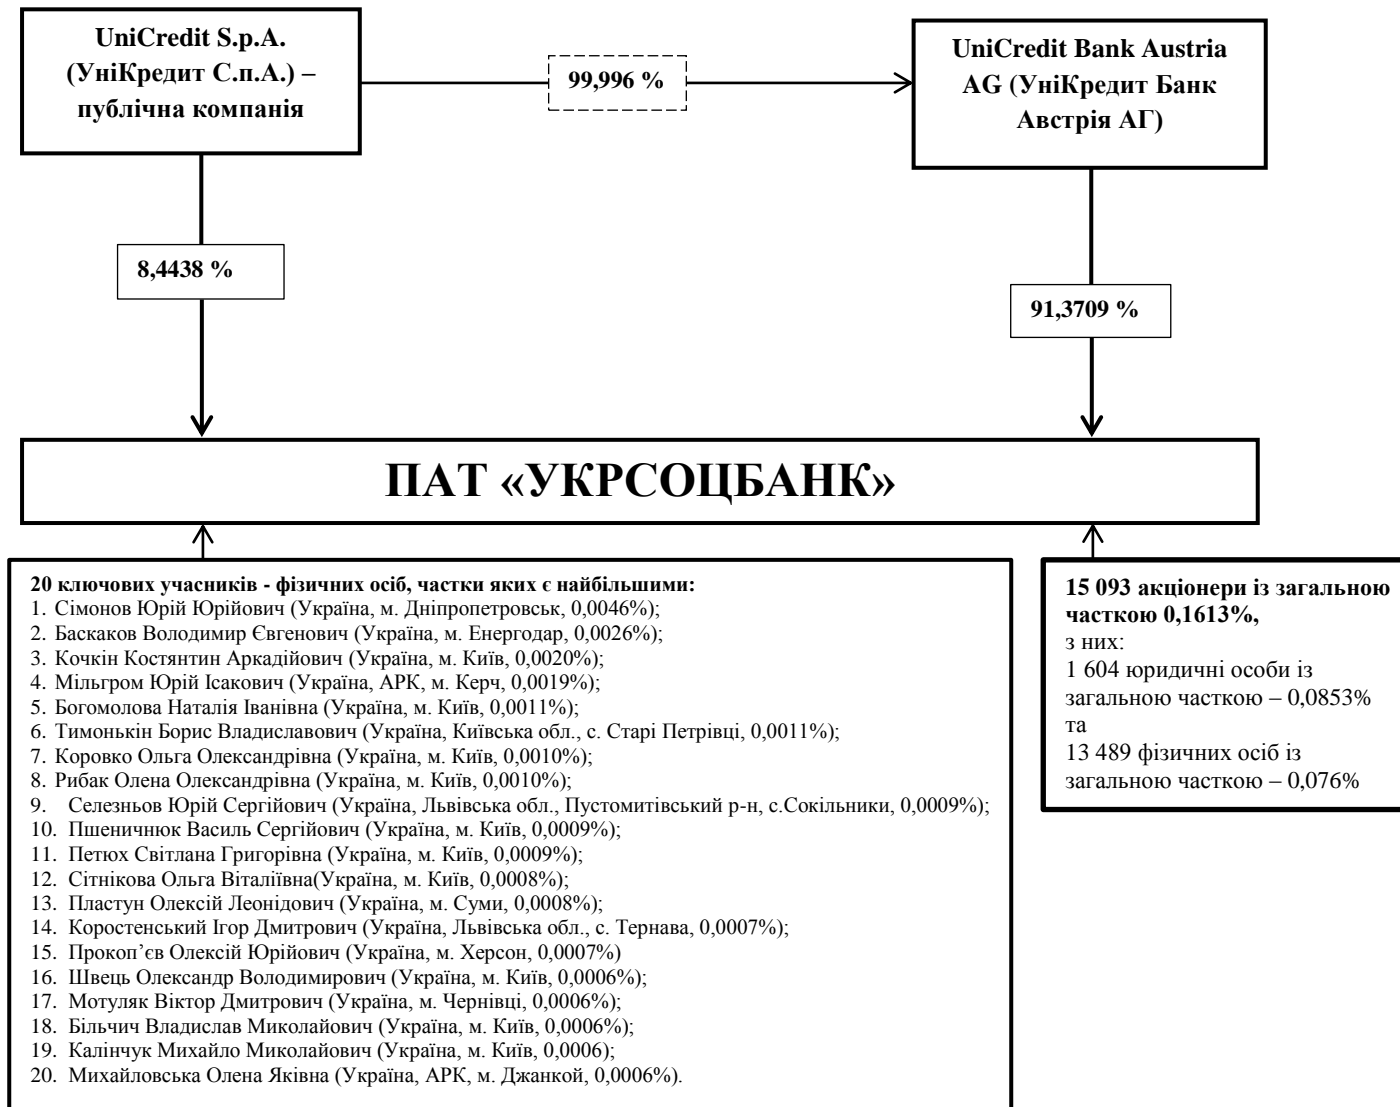 UniCredit S.p.A.
(УніКредит С.п.А.) –
публічна компанія
99,996 %
UniCredit Bank Austria
AG (УніКредит Банк
Австрія АГ)
8,4438 %
91,3709 %
ПАТ «УКРСОЦБАНК»
20 ключових учасників - фізичних осіб, частки яких є найбільшими:
1. Сімонов Юрій Юрійович (Україна, м. Дніпропетровськ, 0,0046%);
2. Баскаков Володимир Євгенович (Україна, м. Енергодар, 0,0026%);
3. Кочкін Костянтин Аркадійович (Україна, м. Київ, 0,0020%);
4. Мільгром Юрій Ісакович (Україна, АРК, м. Керч, 0,0019%);
5. Богомолова Наталія Іванівна (Україна, м. Київ, 0,0011%);
6. Тимонькін Борис Владиславович (Україна, Київська обл., с. Старі Петрівці, 0,0011%);
7. Коровко Ольга Олександрівна (Україна, м. Київ, 0,0010%);
8. Рибак Олена Олександрівна (Україна, м. Київ, 0,0010%);
9. Селезньов Юрій Сергійович (Україна, Львівська обл., Пустомитівський р-н, с.Сокільники, 0,0009%);
10. Пшеничнюк Василь Сергійович (Україна, м. Київ, 0,0009%);
11. Петюх Світлана Григорівна (Україна, м. Київ, 0,0009%);
12. Сітнікова Ольга Віталіївна(Україна, м. Київ, 0,0008%);
13. Пластун Олексій Леонідович (Україна, м. Суми, 0,0008%);
14. Коростенський Ігор Дмитрович (Україна, Львівська обл., с. Тернава, 0,0007%);
15. Прокоп’єв Олексій Юрійович (Україна, м. Херсон, 0,0007%)
16. Швець Олександр Володимирович (Україна, м. Київ, 0,0006%);
17. Мотуляк Віктор Дмитрович (Україна, м. Чернівці, 0,0006%);
18. Більчич Владислав Миколайович (Україна, м. Київ, 0,0006%);
19. Калінчук Михайло Миколайович (Україна, м. Київ, 0,0006);
20. Михайловська Олена Яківна (Україна, АРК, м. Джанкой, 0,0006%).
15 093 акціонери із загальною
часткою 0,1613%,
з них:
1 604 юридичні особи із
загальною часткою – 0,0853%
та
13 489 фізичних осіб із
загальною часткою – 0,076%